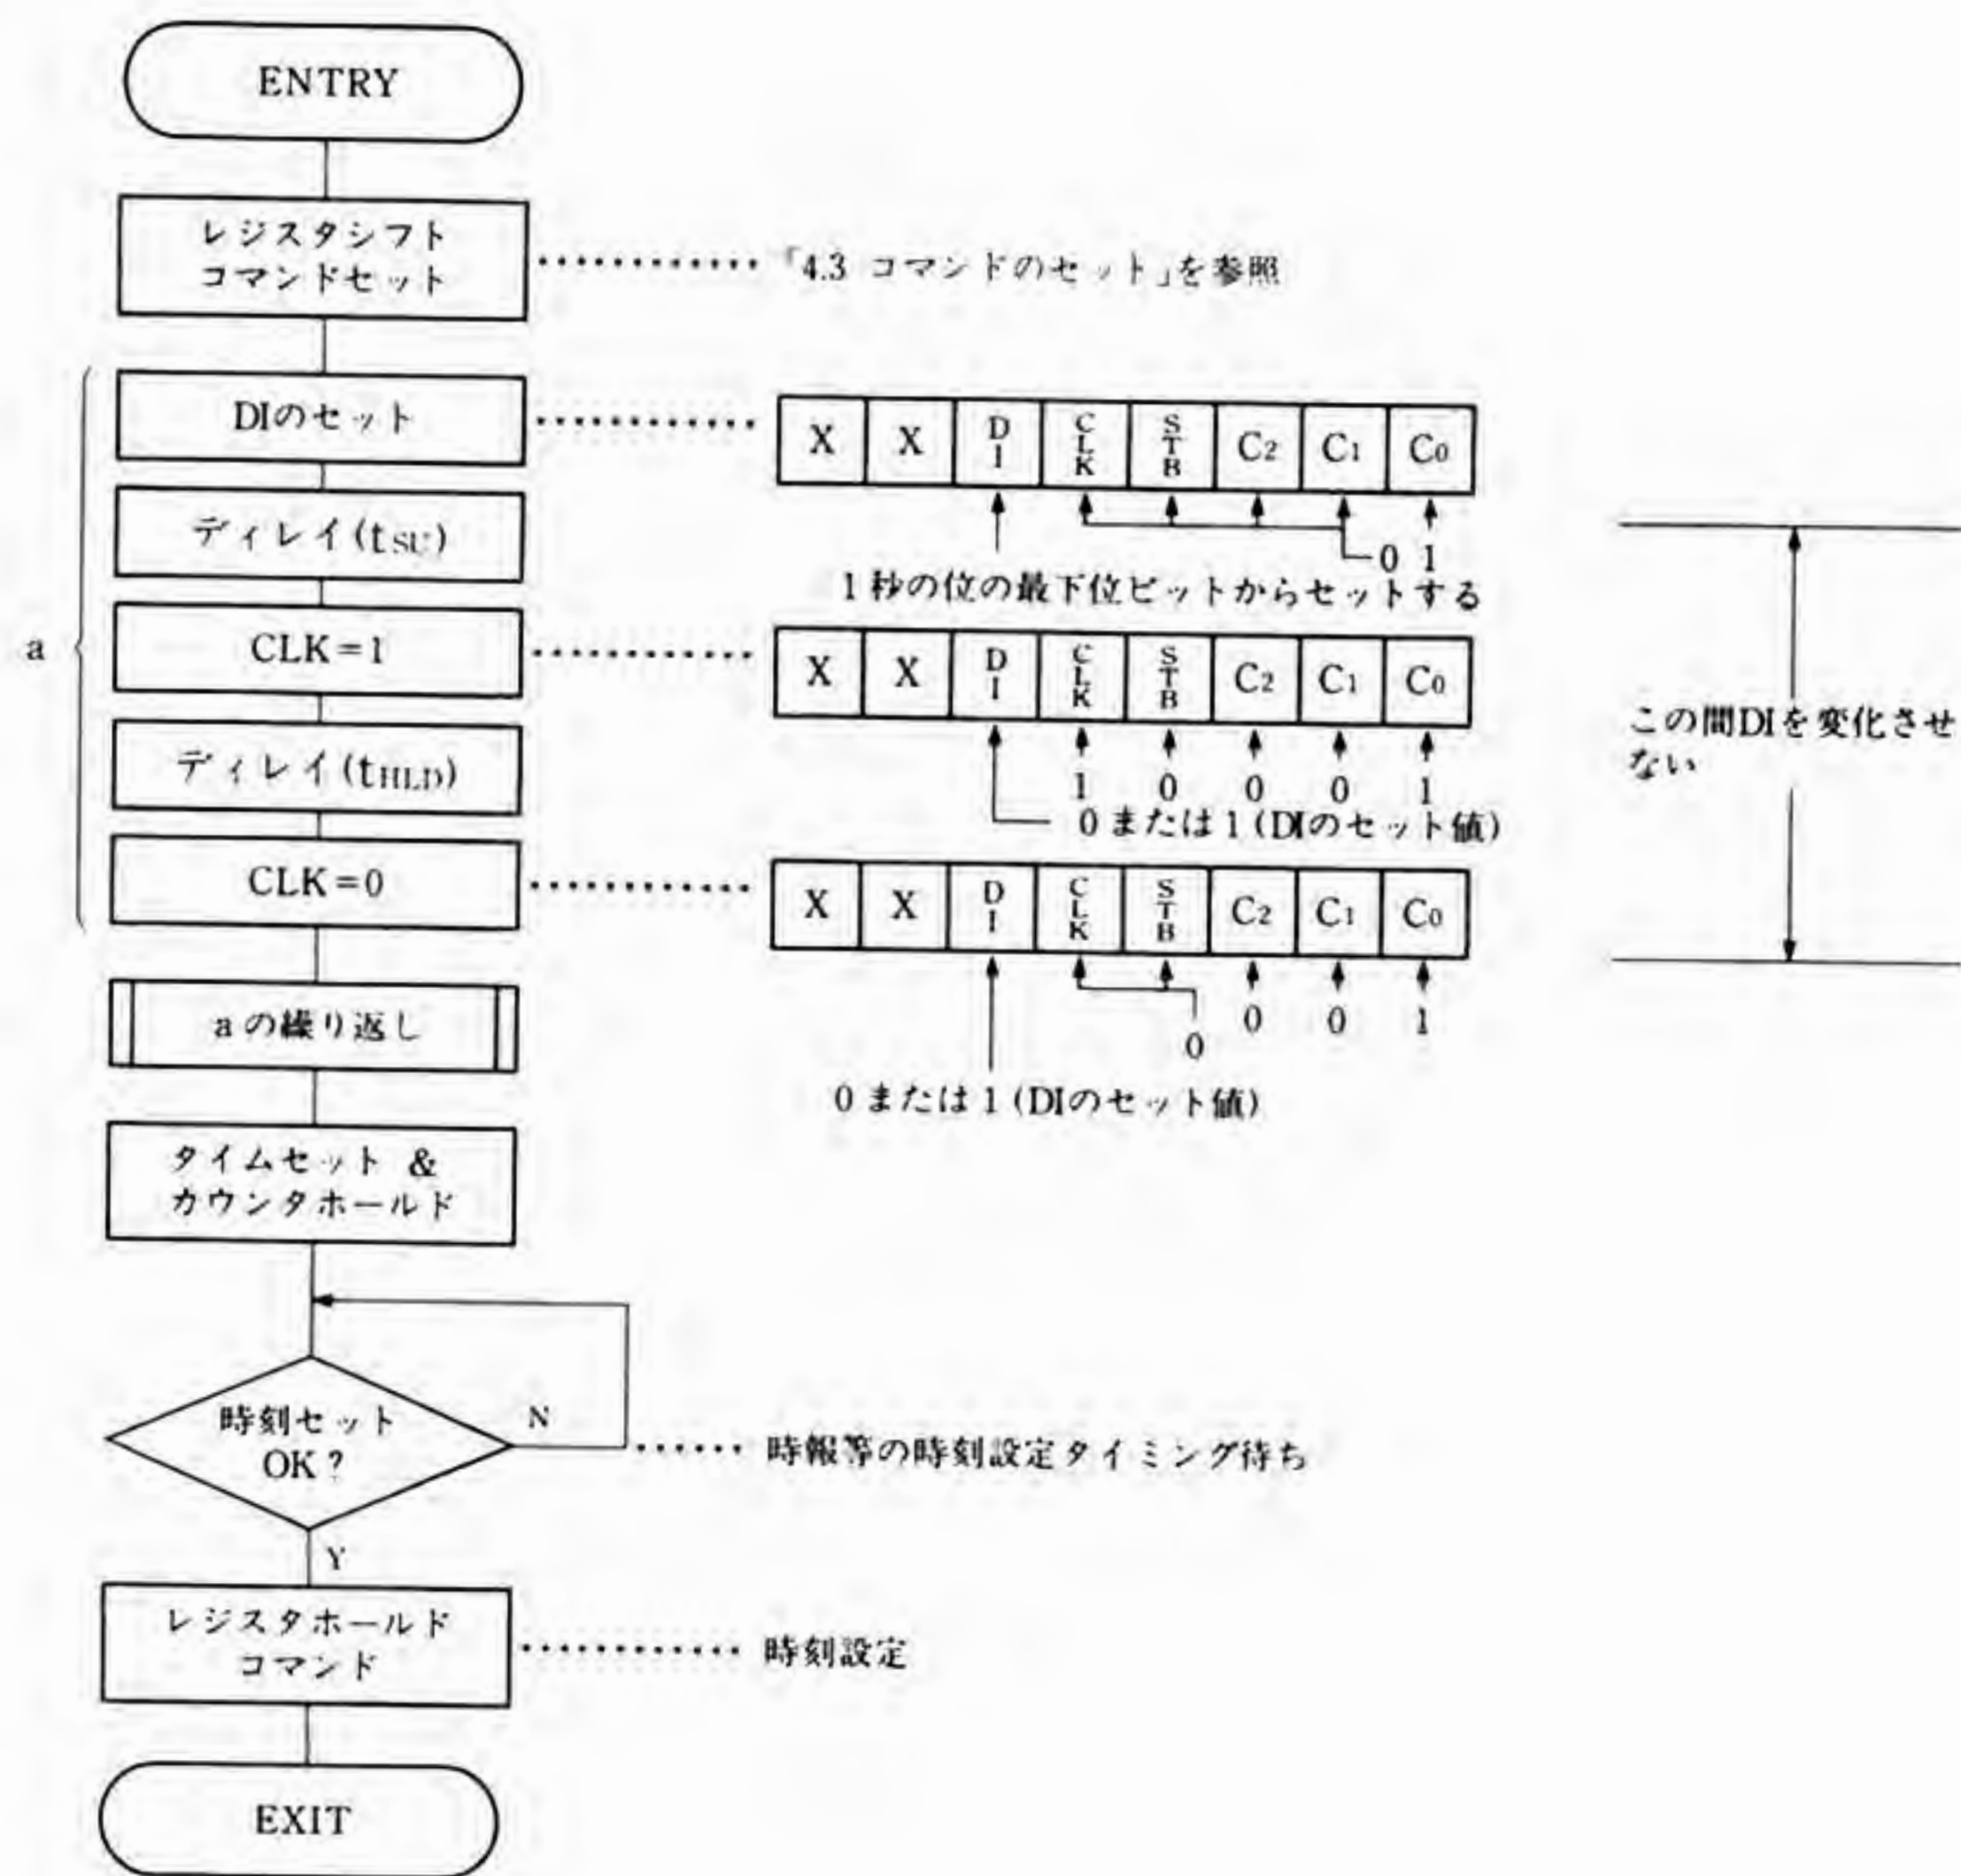 ENTRY
レジスタシフト
コマンドセット
「4.3 コマンドのセット」を参照
a
DIのセット
X X DI CLK STB C2 C1 C0
0 1
1秒の位の最下位ビットからセットする
ディレイ(tSU)
CLK=1
X X DI CLK STB C2 C1 C0
1 0 0 0 1
0または1(DIのセット値)
ディレイ(tHLD)
CLK=0
X X DI CLK STB C2 C1 C0
0 0 0 1
0または1(DIのセット値)
この間DIを変化させ
ない
aの繰り返し
タイムセット &
カウンタホールド
時刻セット
OK?
N
時報等の時刻設定タイミング待ち
Y
レジスタホールド
コマンド
時刻設定
EXIT